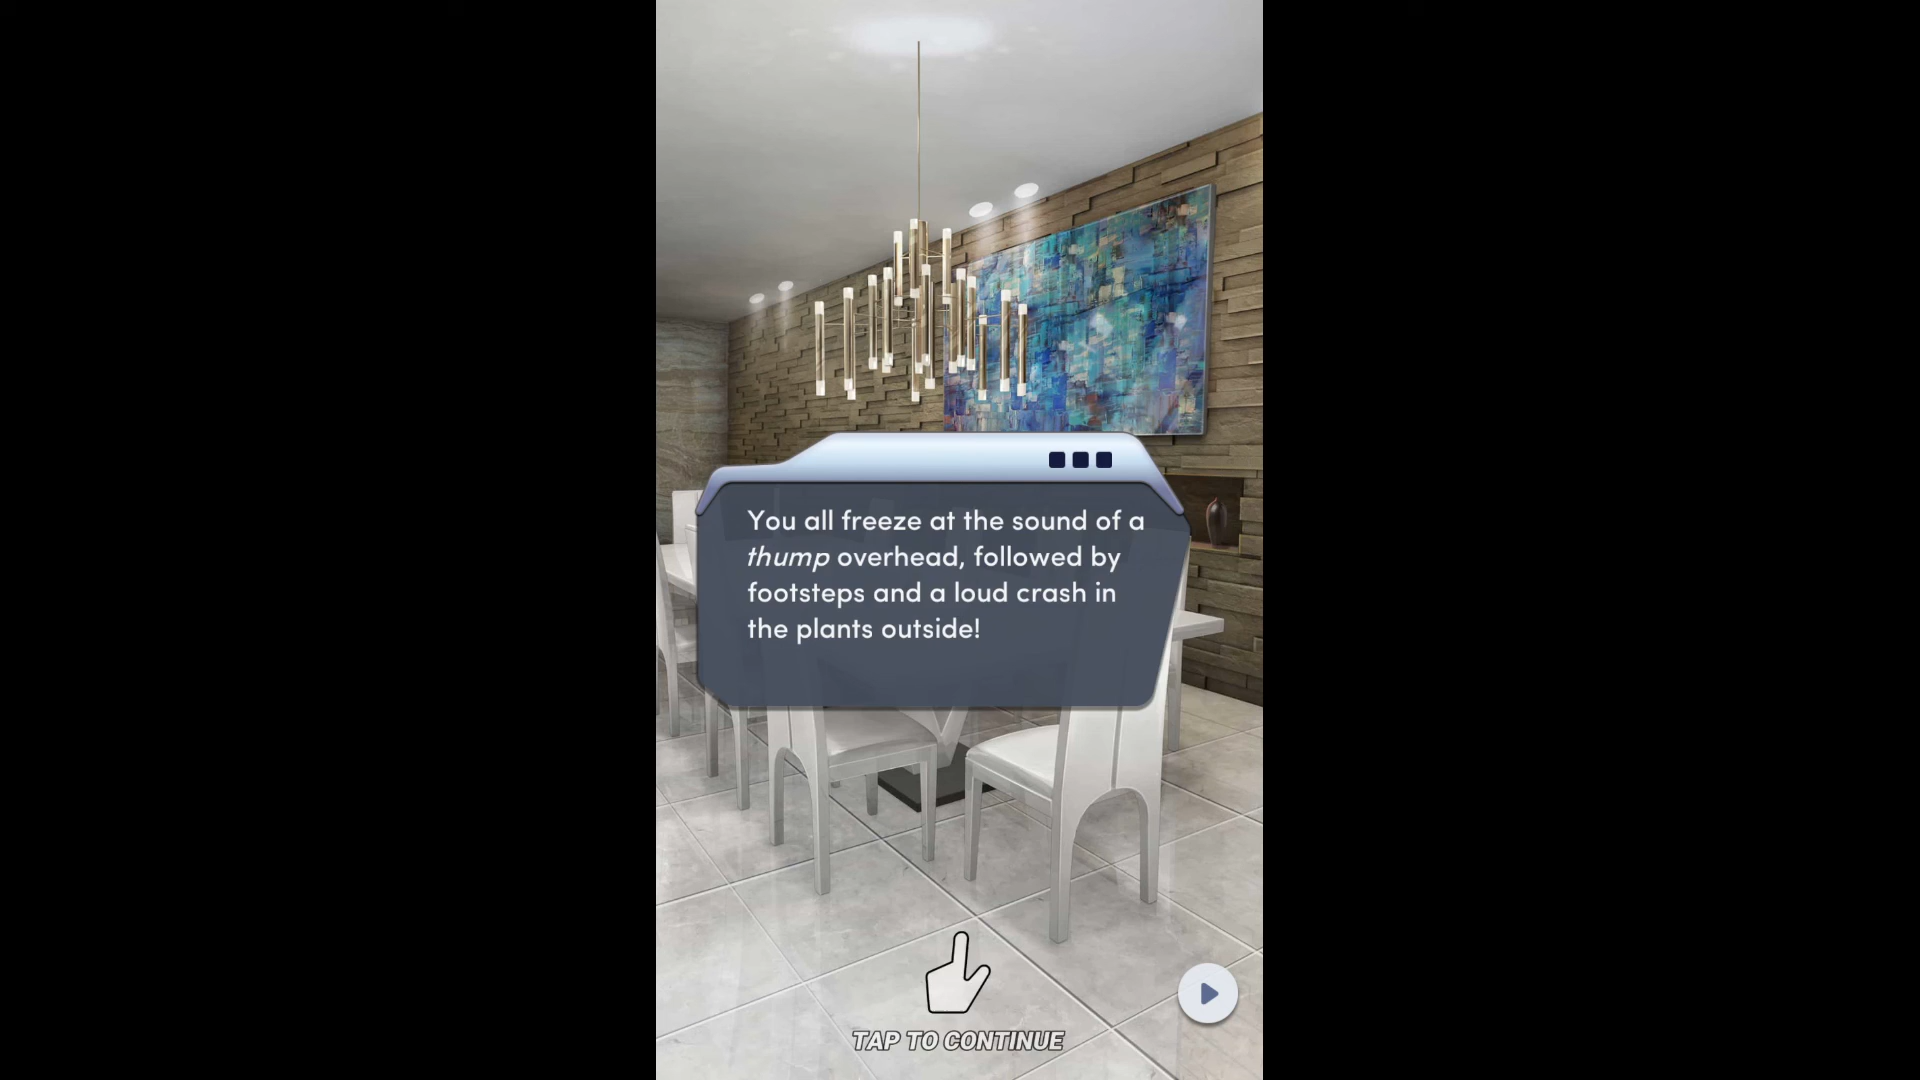 You all freeze at the sound of a
thump overhead, followed by
footsteps and a loud crash in
the plants outside!
TAP TO CONTINUE